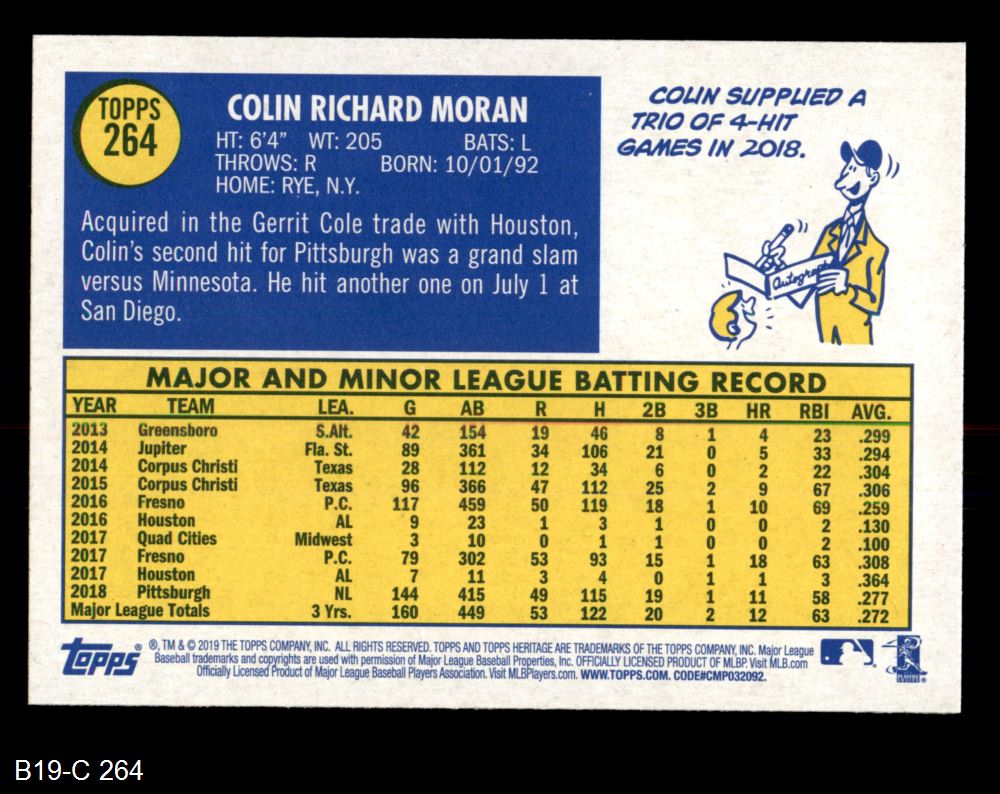 TOPPS
264
COLIN RICHARD MORAN
HT: 6'4" WT: 205 BATS: L
THROWS: R BORN: 10/01/92
HOME: RYE, N.Y.
Acquired in the Gerrit Cole trade with Houston,
Colin's second hit for Pittsburgh was a grand slam
versus Minnesota. He hit another one on July 1 at
San Diego.
COLIN SUPPLIED A
TRIO OF 4-HIT
GAMES IN 2018.
Autograph
MAJOR AND MINOR LEAGUE BATTING RECORD
YEAR TEAM LEA. G AB R H 2B 3B HR RBI AVG.
2013 Greensboro S.Alt. 42 154 19 46 8 1 4 23 .299
2014 Jupiter Fla. St. 89 361 34 106 21 0 5 33 .294
2014 Corpus Christi Texas 28 112 12 34 6 0 2 22 .304
2015 Corpus Christi Texas 96 366 47 112 25 2 9 67 .306
2016 Fresno P.C. 117 459 50 119 18 1 10 69 .259
2016 Houston AL 9 23 1 3 1 0 0 2 .130
2017 Quad Cities Midwest 3 10 0 1 1 0 0 2 .100
2017 Fresno P.C. 79 302 53 93 15 1 18 63 .308
2017 Houston AL 7 11 3 4 0 1 1 3 .364
2018 Pittsburgh NL 144 415 49 115 19 1 11 58 .277
Major League Totals 3 Yrs. 160 449 53 122 20 2 12 63 .272
Topps ®, TM & © 2019 THE TOPPS COMPANY, INC. ALL RIGHTS RESERVED. TOPPS AND TOPPS HERITAGE ARE TRADEMARKS OF THE TOPPS COMPANY, INC. Major League
Baseball trademarks and copyrights are used with permission of Major League Baseball Properties, Inc. OFFICIALLY LICENSED PRODUCT OF MLBP. Visit MLB.com
Officially Licensed Product of Major League Baseball Players Association. Visit MLBPlayers.com. WWW.TOPPS.COM. CODE#CMP032092.
B19-C 264